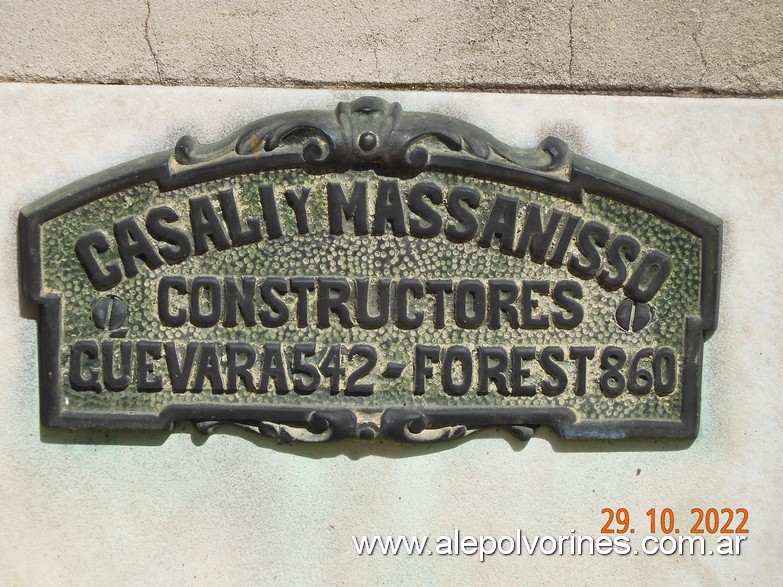 CASALI Y MASSANISSO
CONSTRUCTORES
GUEVARA 542 - FOREST 860
29. 10. 2022
www.alepolvorines.com.ar